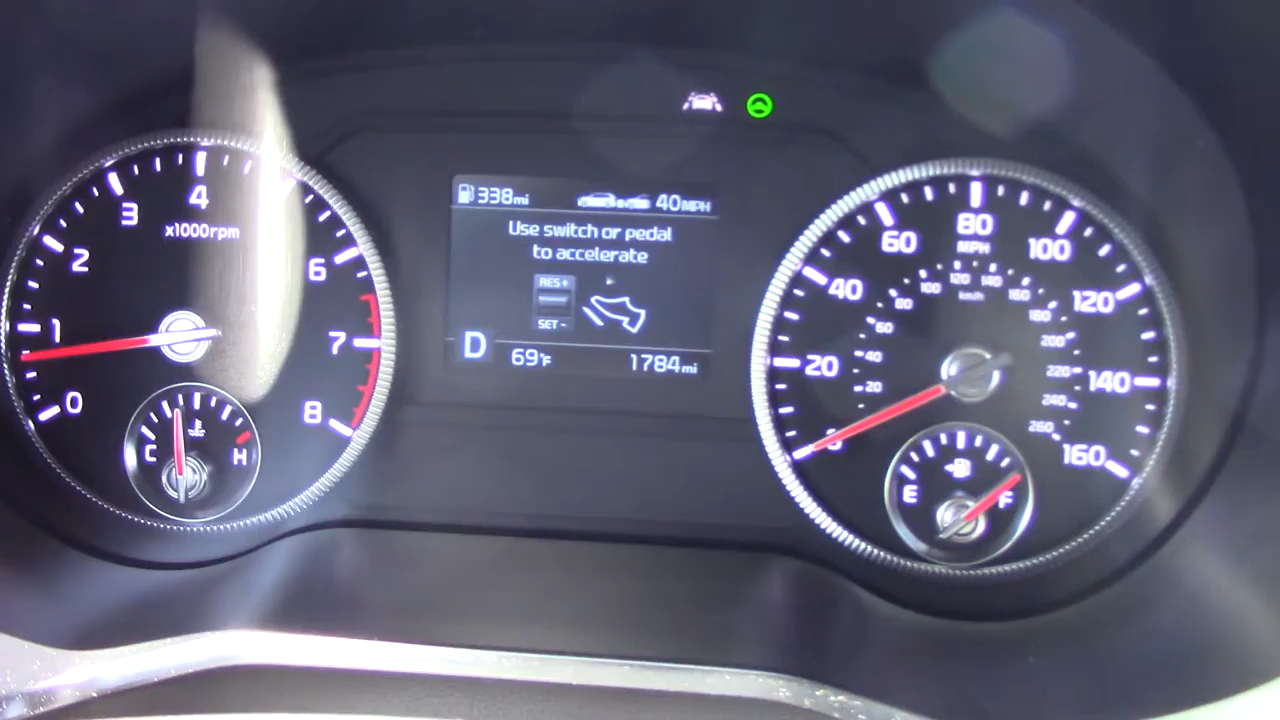 338mi
40MPH
Use switch or pedal
to accelerate
RES+
SET-
D
69°F
1784mi
0
1
2
3
4
6
7
8
x1000rpm
C
H
20
40
60
80
100
120
140
160
MPH
km/h
20
40
60
80
100
120
140
160
180
200
220
240
260
E
F